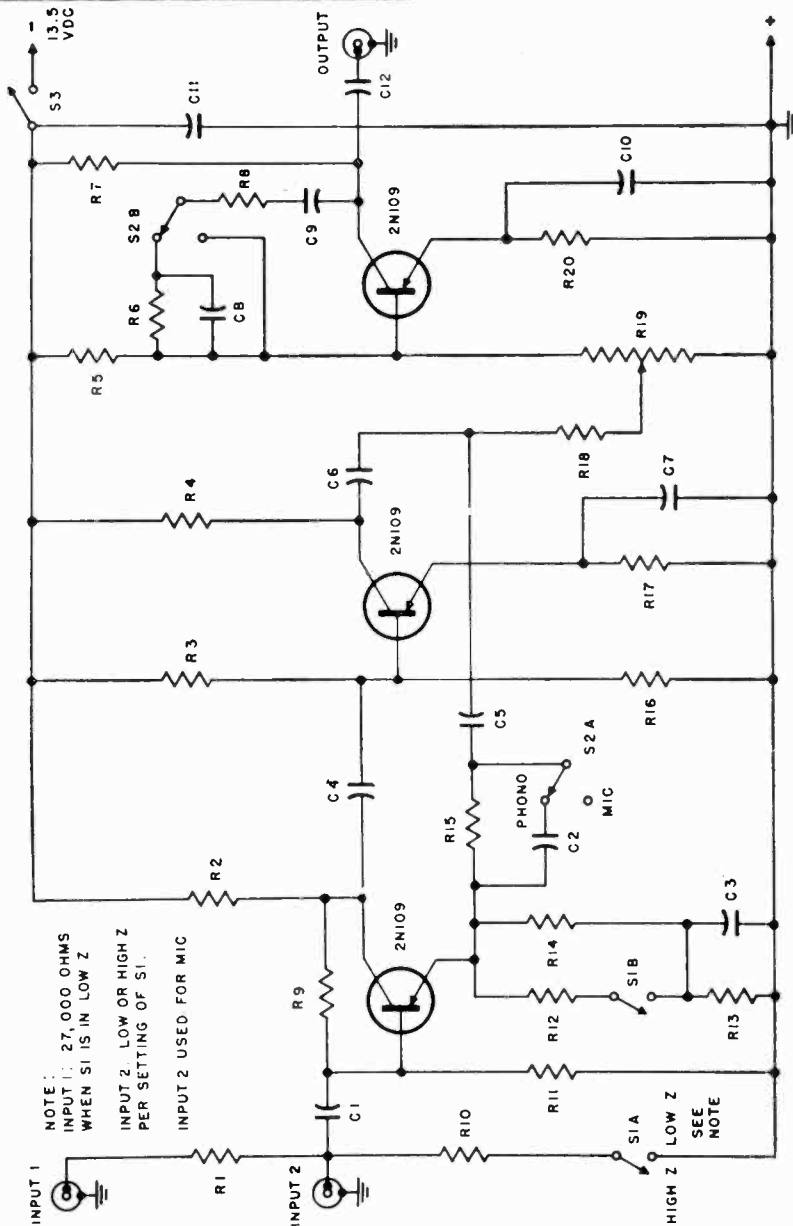 NOTE:
INPUT 1: 27,000 OHMS
WHEN S1 IS IN LOW Z
INPUT 2: LOW OR HIGH Z
PER SETTING OF S1.
INPUT 2 USED FOR MIC
INPUT 1
INPUT 2
R1
C1
R10
S1A
HIGH Z
LOW Z
SEE
NOTE
R2
R9
2N109
R11
R12
S1B
R13
R14
C3
C4
R15
C2
PHONO
MIC
S2A
C5
R3
R16
R4
C6
2N109
R17
C7
R18
R19
R5
R6
C8
S2B
R7
R8
C9
2N109
R20
C10
C11
C12
OUTPUT
S3
-
13.5
VDC
+